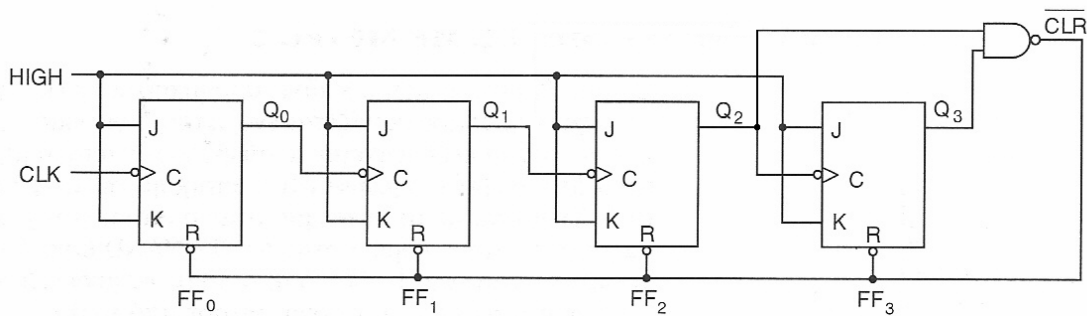 CLR
HIGH
Q0 Q1 Q2 Q3
J J J J
CLK C C C C
K K K K
R R R R
FF0 FF1 FF2 FF3